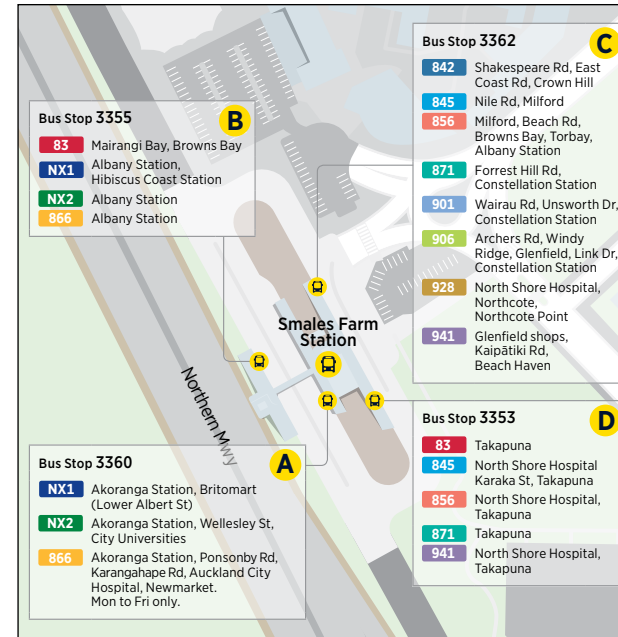 Bus Stop 3362
C
842 Shakespeare Rd, East
Coast Rd, Crown Hill
845 Nile Rd, Milford
856 Milford, Beach Rd,
Browns Bay, Torbay,
Albany Station
871 Forrest Hill Rd,
Constellation Station
901 Wairau Rd, Unsworth Dr,
Constellation Station
906 Archers Rd, Windy
Ridge, Glenfield, Link Dr,
Constellation Station
928 North Shore Hospital,
Northcote,
Northcote Point
941 Glenfield shops,
Kaipātiki Rd,
Beach Haven
Bus Stop 3355
B
83 Mairangi Bay, Browns Bay
NX1 Albany Station,
Hibiscus Coast Station
NX2 Albany Station
866 Albany Station
Smales Farm
Station
Northern Mwy
Bus Stop 3360
A
NX1 Akoranga Station, Britomart
(Lower Albert St)
NX2 Akoranga Station, Wellesley St,
City Universities
866 Akoranga Station, Ponsonby Rd,
Karangahape Rd, Auckland City
Hospital, Newmarket.
Mon to Fri only.
Bus Stop 3353
D
83 Takapuna
845 North Shore Hospital
Karaka St, Takapuna
856 North Shore Hospital,
Takapuna
871 Takapuna
941 North Shore Hospital,
Takapuna